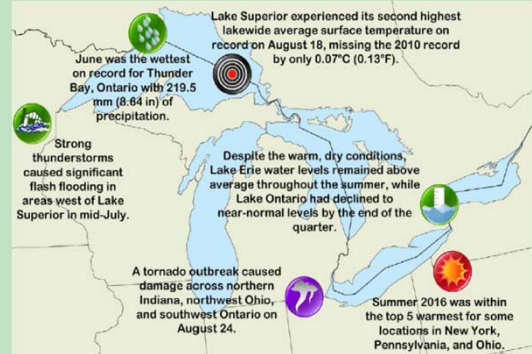 Lake Superior experienced its second highest
lakewide average surface temperature on
record on August 18, missing the 2010 record
by only 0.07°C (0.13°F).
June was the wettest
on record for Thunder
Bay, Ontario with 219.5
mm (8.64 in) of
precipitation.
Strong
thunderstorms
caused significant
flash flooding in
areas west of Lake
Superior in mid-July.
Despite the warm, dry conditions,
Lake Erie water levels remained above
average throughout the summer, while
Lake Ontario had declined to
near-normal levels by the end of the
quarter.
A tornado outbreak caused
damage across northern
Indiana, northwest Ohio,
and southwest Ontario on
August 24.
Summer 2016 was within
the top 5 warmest for some
locations in New York,
Pennsylvania, and Ohio.